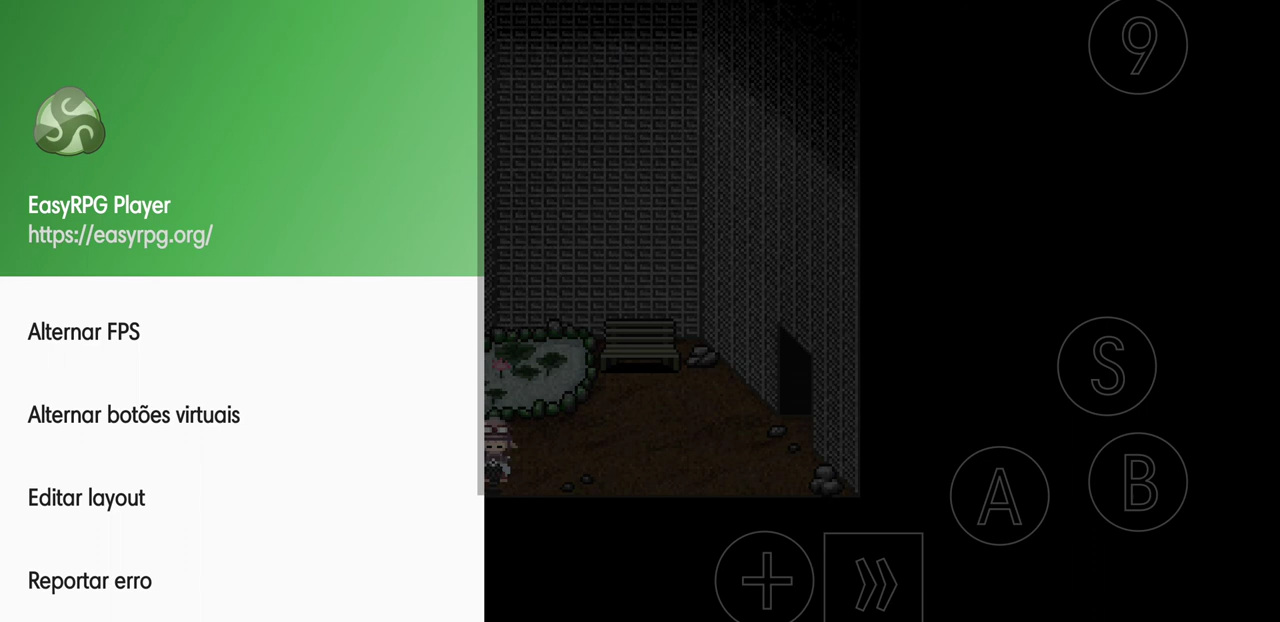 EasyRPG Player
https://easyrpg.org/
Alternar FPS
Alternar botões virtuais
Editar layout
Reportar erro
9
S
A
B